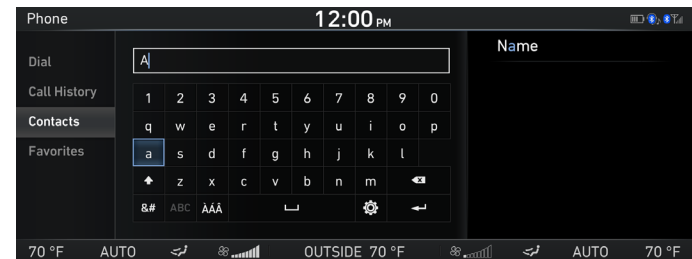 Phone 12:00 PM
Name
Dial
A
Call History
1 2 3 4 5 6 7 8 9 0
Contacts
q w e r t y u i o p
Favorites
a s d f g h j k l
z x c v b n m
&# ABC ÀÁÂ
70 °F AUTO OUTSIDE 70 °F AUTO 70 °F